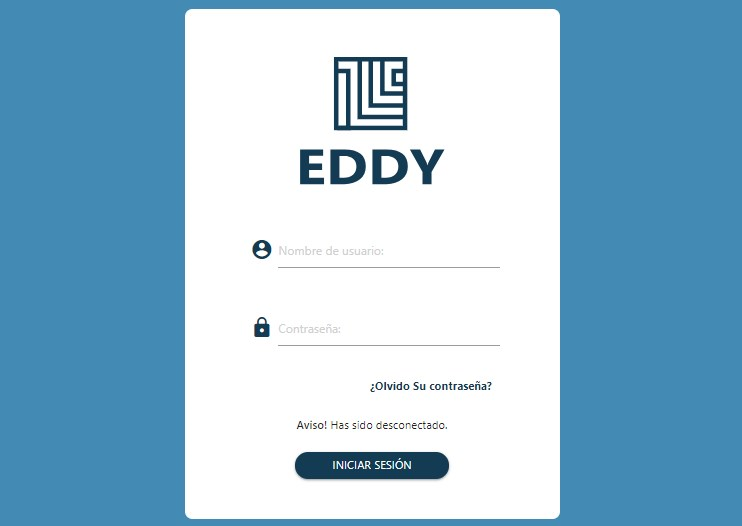 EDDY
Nombre de usuario:
Contraseña:
¿Olvido Su contraseña?
Aviso! Has sido desconectado.
INICIAR SESIÓN